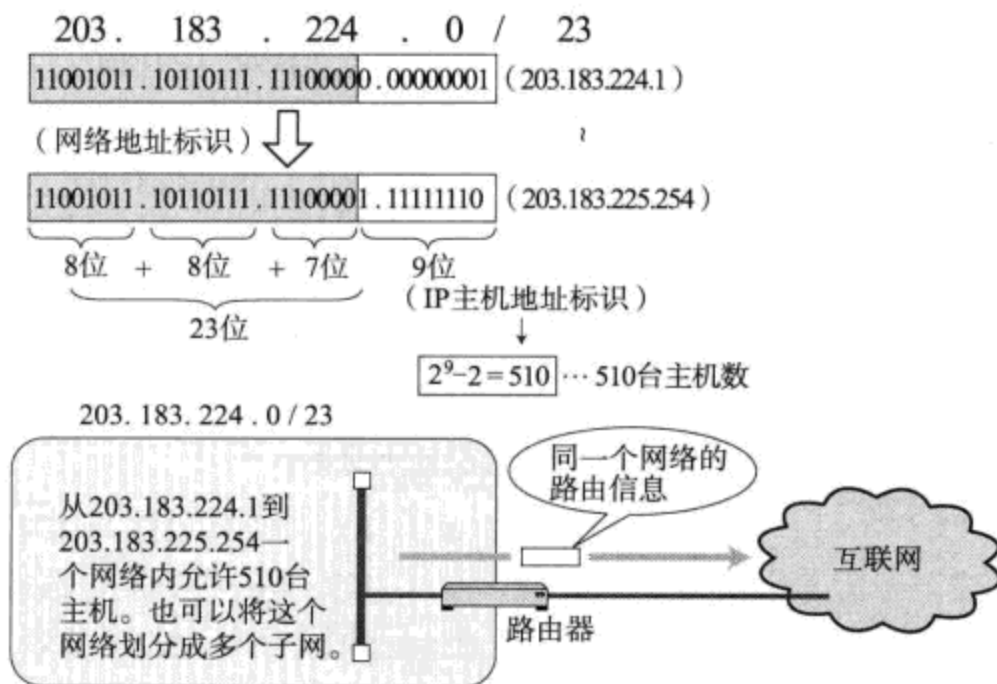 203. 183 . 224 . 0 / 23
11001011 . 10110111 . 11100000 . 00000001 (203.183.224.1)
(网络地址标识) ~
11001011 . 10110111 . 11100001 . 11111110 (203.183.225.254)
8位 + 8位 + 7位 9位
(IP主机地址标识)
23位
2⁹−2 = 510 … 510台主机数
203. 183. 224 . 0 / 23
同一个网络的
路由信息
从203.183.224.1到
203.183.225.254一
个网络内允许510台
主机。也可以将这个
网络划分成多个子网。
互联网
路由器